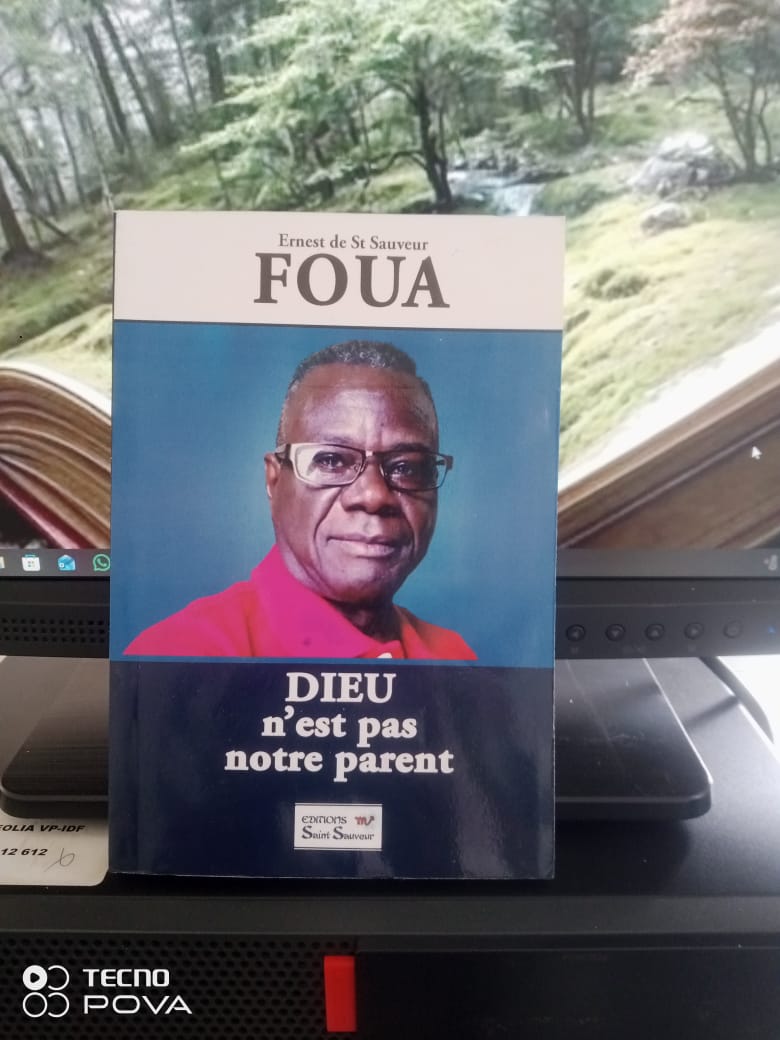 Ernest de St Sauveur
FOUA
DIEU
n'est pas
notre parent
EDITIONS
Saint Sauveur
FOLIA VP-IDF
12 612
TECNO
POVA